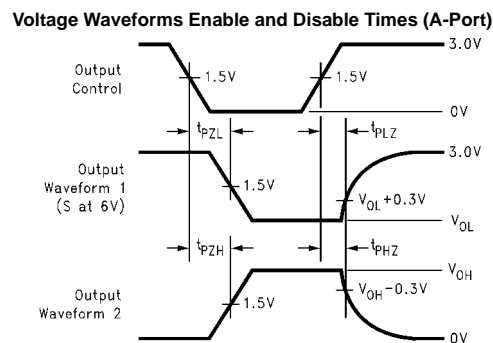 Voltage Waveforms Enable and Disable Times (A-Port)
3.0V
Output
Control
1.5V
1.5V
0V
tPZL
tPLZ
3.0V
Output
Waveform 1
(S at 6V)
1.5V
VOL+0.3V
VOL
tPZH
tPHZ
VOH
Output
Waveform 2
1.5V
VOH−0.3V
0V